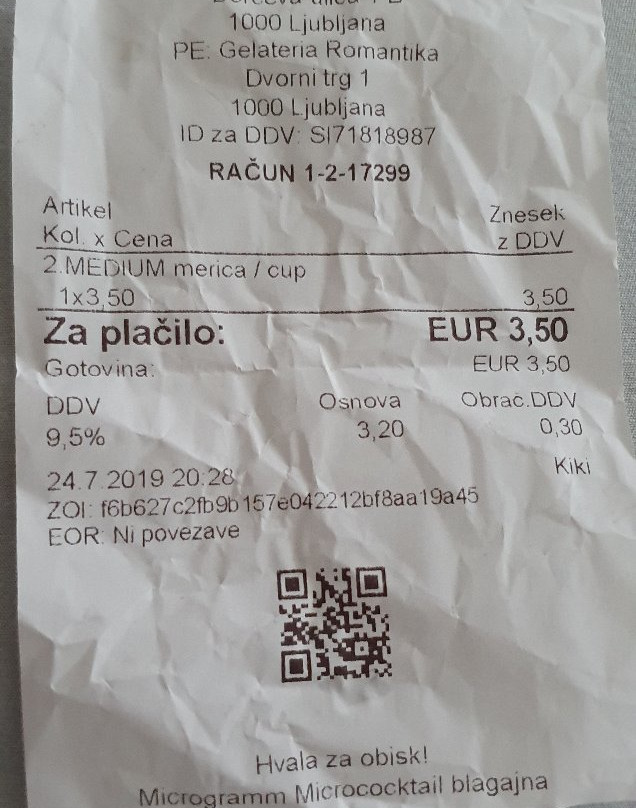 1000 Ljubljana
PE: Gelateria Romantika
Dvorni trg 1
1000 Ljubljana
ID za DDV: SI71818987
RAČUN 1-2-17299
Artikel Znesek
Kol. x Cena z DDV
2.MEDIUM merica / cup
1x3,50 3,50
Za plačilo: EUR 3,50
Gotovina: EUR 3,50
DDV Osnova Obrač.DDV
9,5% 3,20 0,30
24.7.2019 20:28 Kiki
ZOI: f6b627c2fb9b157e042212bf8aa19a45
EOR: Ni povezave
Hvala za obisk!
Microgramm Micrococktail blagajna